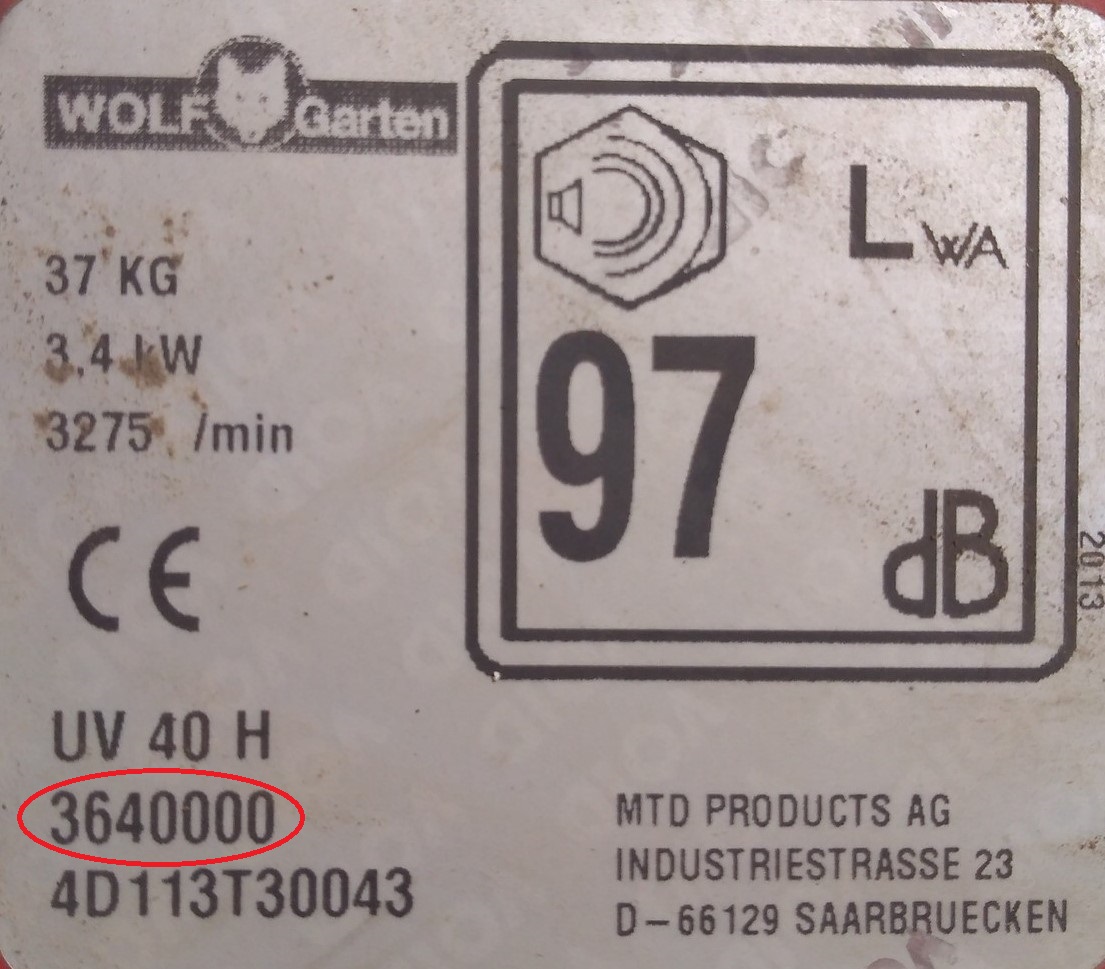 WOLF Garten
37 KG
3,4 kW
3275 /min
CE
LWA
97
dB
2013
UV 40 H
3640000
4D113T30043
MTD PRODUCTS AG
INDUSTRIESTRASSE 23
D-66129 SAARBRUECKEN